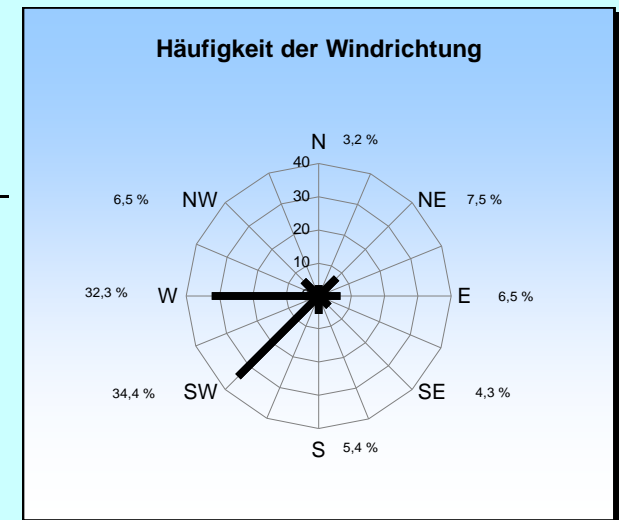 Häufigkeit der Windrichtung
N 3,2 %
40
NW 6,5 %
NE 7,5 %
30
20
10
W 32,3 %
E 6,5 %
SW 34,4 %
SE 4,3 %
S 5,4 %